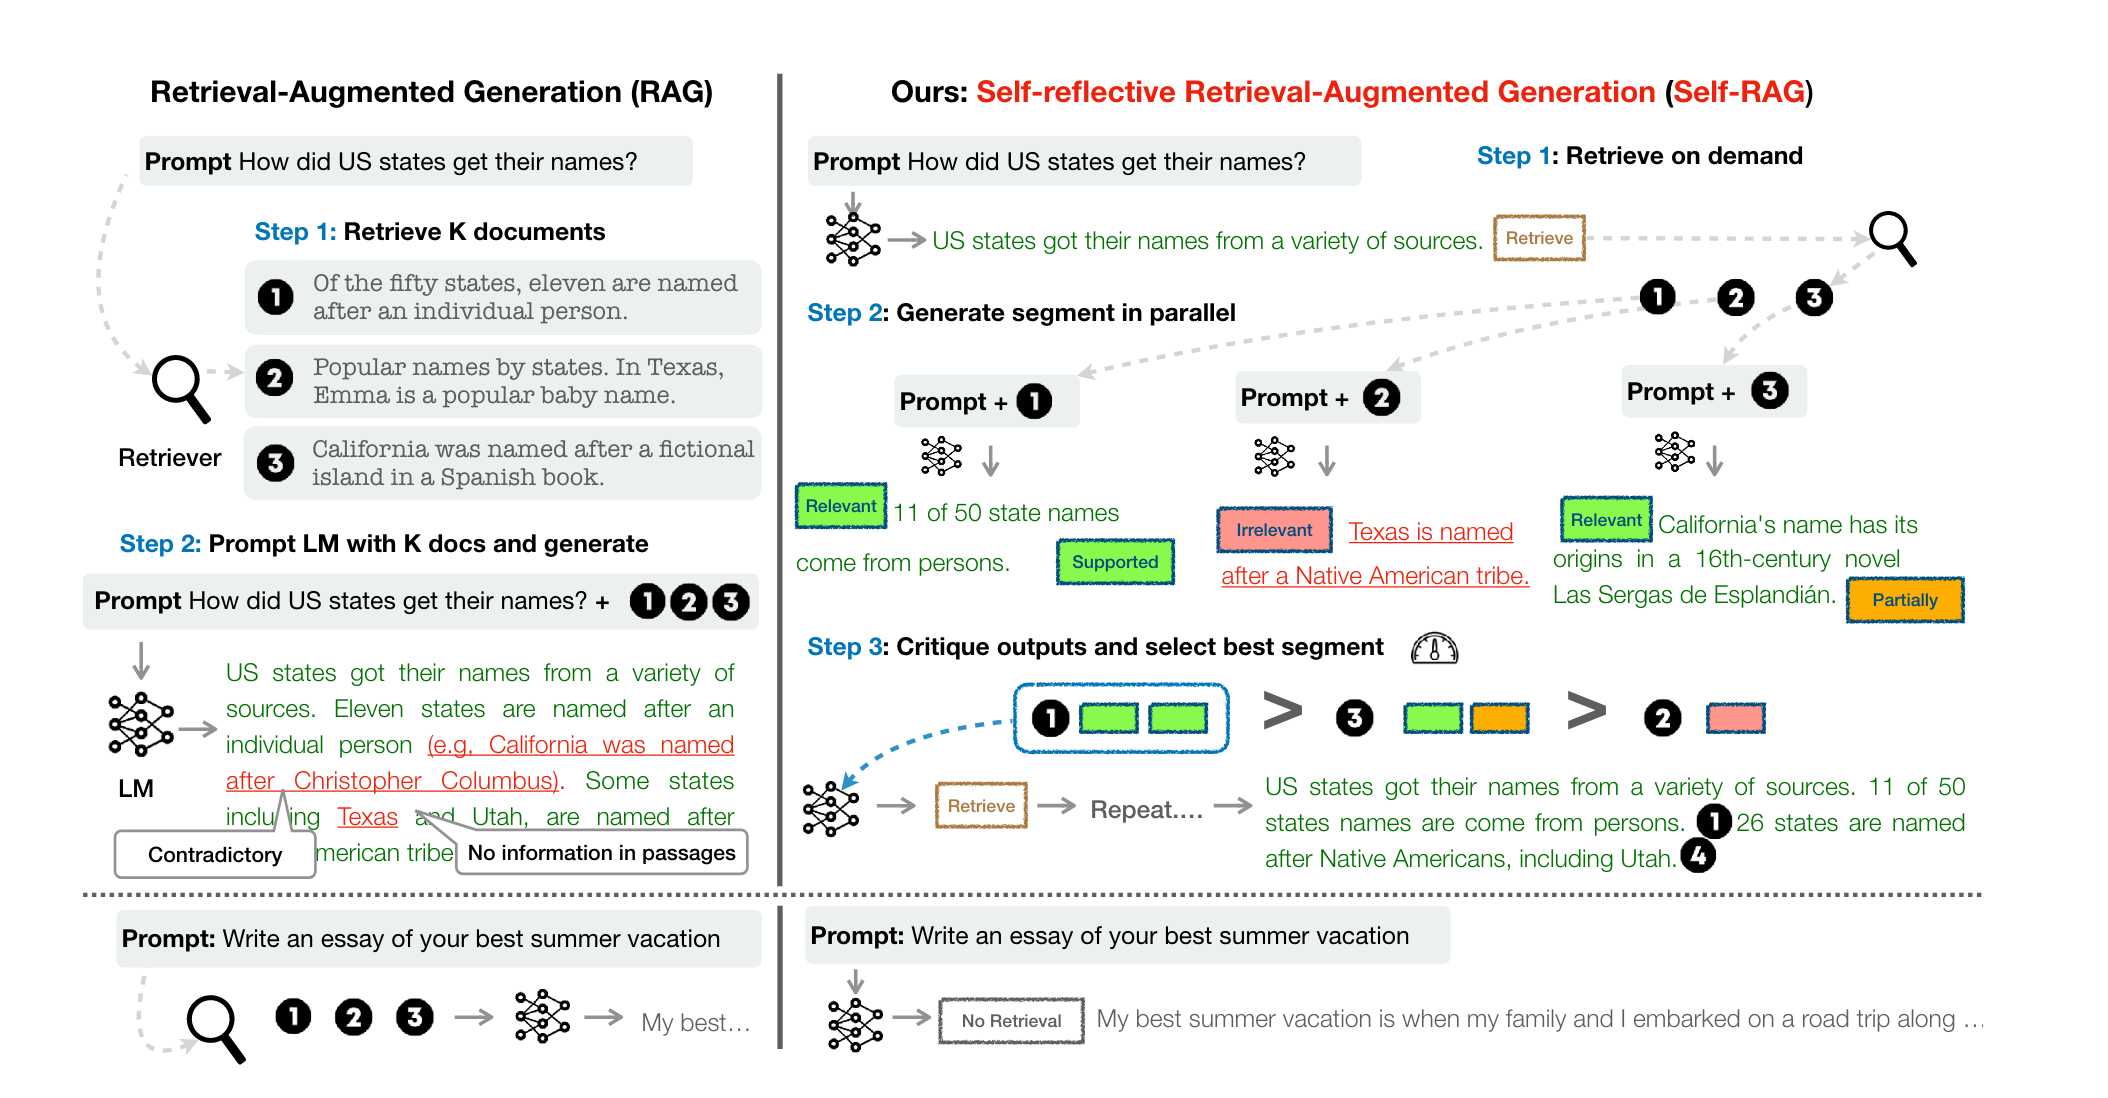 Retrieval-Augmented Generation (RAG)
Prompt How did US states get their names?
Step 1: Retrieve K documents
1 Of the fifty states, eleven are named
after an individual person.
2 Popular names by states. In Texas,
Emma is a popular baby name.
3 California was named after a fictional
island in a Spanish book.
Retriever
Step 2: Prompt LM with K docs and generate
Prompt How did US states get their names? + 1 2 3
LM
US states got their names from a variety of
sources. Eleven states are named after an
individual person (e.g, California was named
after Christopher Columbus). Some states
including Texas and Utah, are named after
merican tribe
Contradictory
No information in passages
Prompt: Write an essay of your best summer vacation
1 2 3
My best...
Ours: Self-reflective Retrieval-Augmented Generation (Self-RAG)
Prompt How did US states get their names?
Step 1: Retrieve on demand
US states got their names from a variety of sources. Retrieve
1 2 3
Step 2: Generate segment in parallel
Prompt + 1
Relevant 11 of 50 state names
come from persons. Supported
Prompt + 2
Irrelevant Texas is named
after a Native American tribe.
Prompt + 3
Relevant California's name has its
origins in a 16th-century novel
Las Sergas de Esplandián. Partially
Step 3: Critique outputs and select best segment
1 > 3 > 2
Retrieve Repeat....
US states got their names from a variety of sources. 11 of 50
states names are come from persons. 1 26 states are named
after Native Americans, including Utah. 4
Prompt: Write an essay of your best summer vacation
No Retrieval My best summer vacation is when my family and I embarked on a road trip along ...